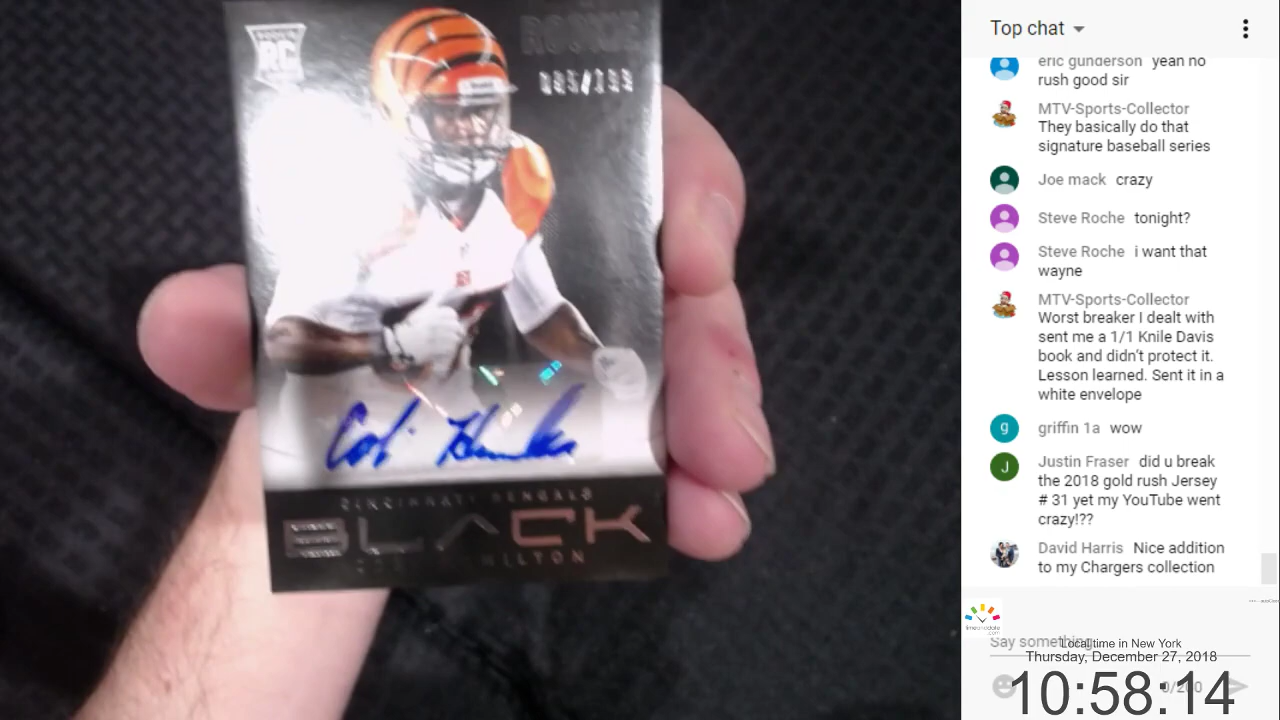 RC
ROOKIE
CINCINNATI BENGALS
BLACK
Top chat
eric gunderson yeah no
rush good sir
MTV-Sports-Collector
They basically do that
signature baseball series
Joe mack crazy
Steve Roche tonight?
Steve Roche i want that
wayne
MTV-Sports-Collector
Worst breaker I dealt with
sent me a 1/1 Knile Davis
book and didn't protect it.
Lesson learned. Sent it in a
white envelope
g
griffin 1a wow
J
Justin Fraser did u break
the 2018 gold rush Jersey
# 31 yet my YouTube went
crazy!??
David Harris Nice addition
to my Chargers collection
Say something...
Local time in New York
Thursday, December 27, 2018
0/200
10:58:14